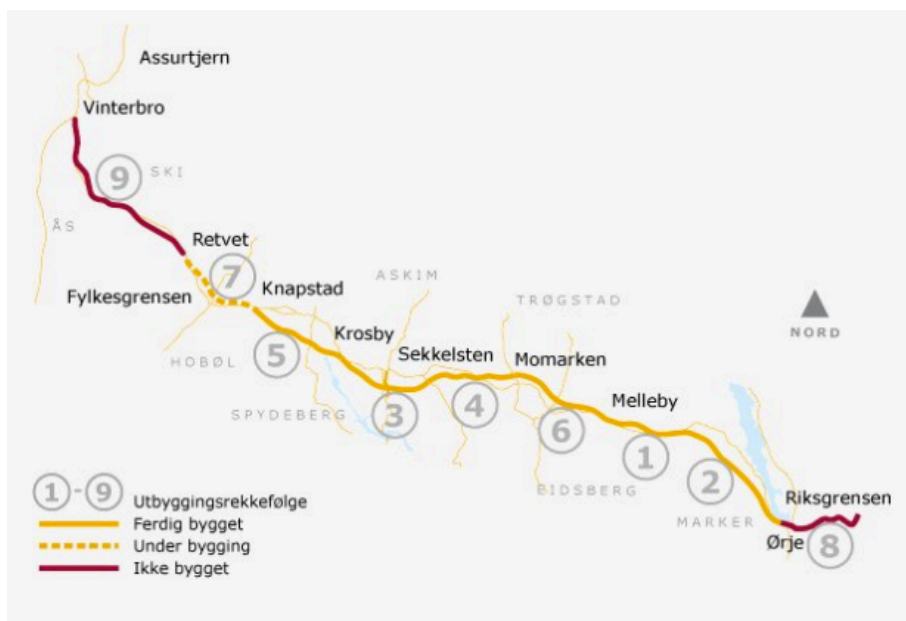 Assurtjern
Vinterbro
9
SKI
ÅS
Retvet
7
Fylkesgrensen
Knapstad
ASKIM
TRØGSTAD
NORD
Krosby
HOBØL
5
Sekkelsten
Momarken
SPYDEBERG
3
4
6
Melleby
1
EIDSBERG
2
MARKER
Riksgrensen
Ørje
8
1 - 9 Utbyggingsrekkefølge
Ferdig bygget
Under bygging
Ikke bygget